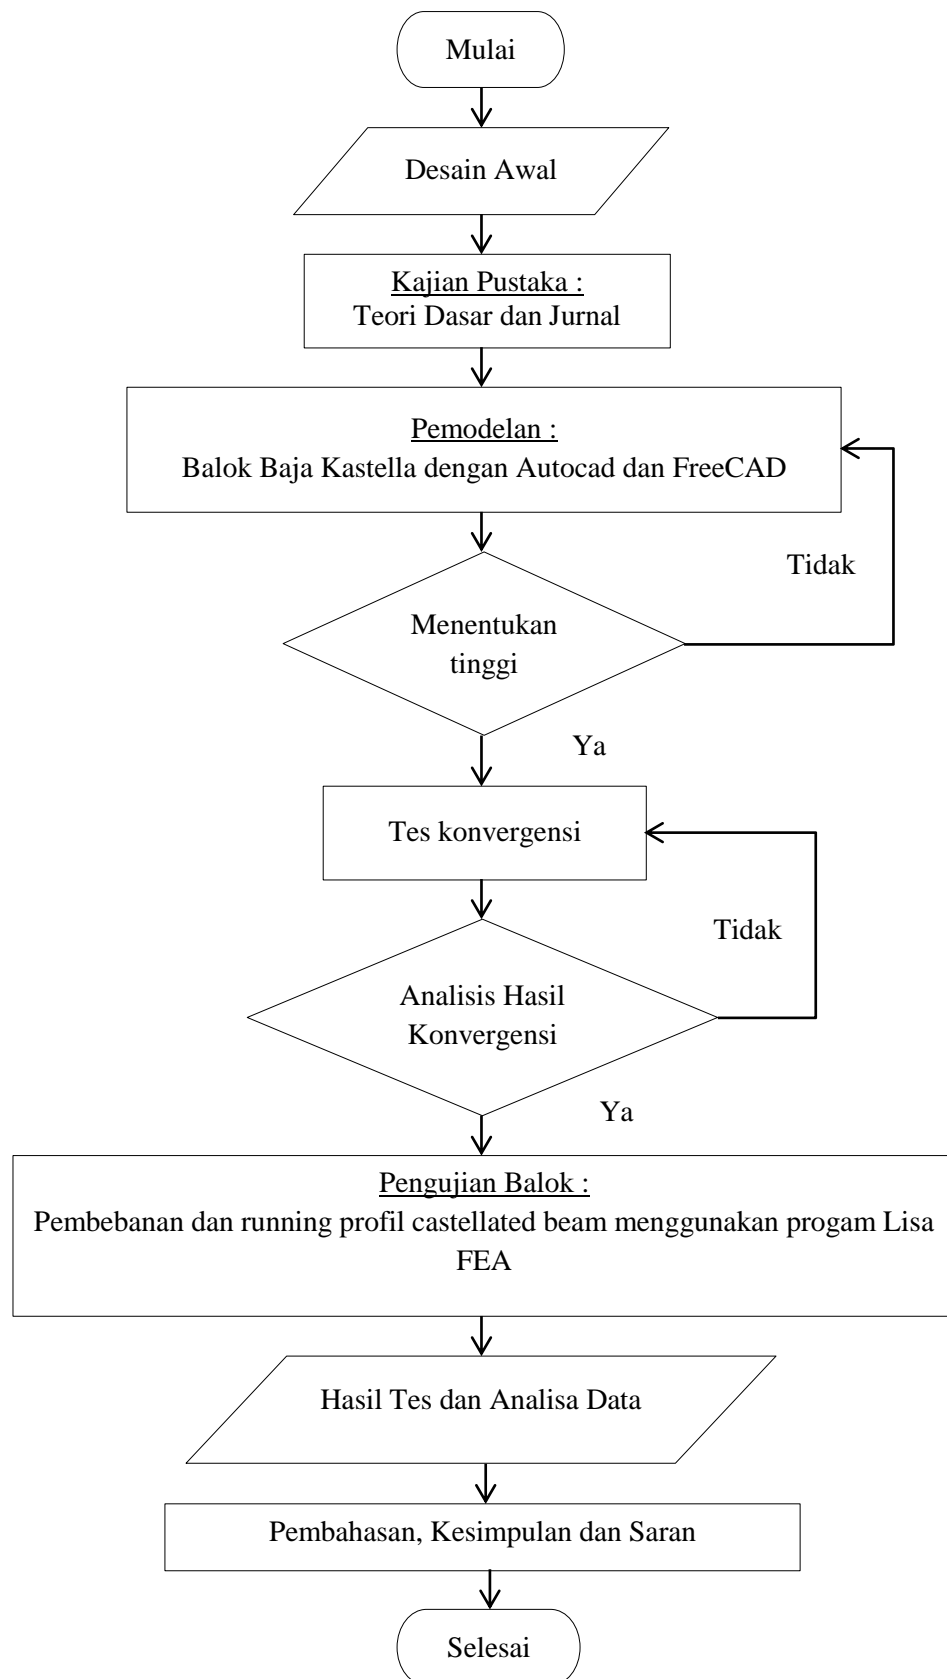 Mulai
Desain Awal
Kajian Pustaka :
Teori Dasar dan Jurnal
Pemodelan :
Balok Baja Kastella dengan Autocad dan FreeCAD
Tidak
Menentukan
tinggi
Ya
Tes konvergensi
Tidak
Analisis Hasil
Konvergensi
Ya
Pengujian Balok :
Pembebanan dan running profil castellated beam menggunakan progam Lisa
FEA
Hasil Tes dan Analisa Data
Pembahasan, Kesimpulan dan Saran
Selesai